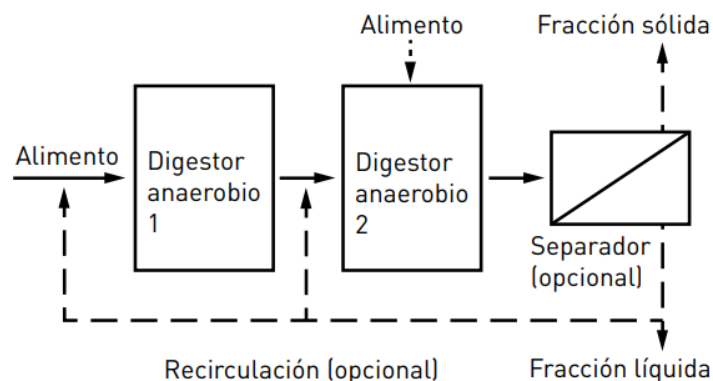 Alimento
Fracción sólida
Alimento
Digestor
anaerobio
1
Digestor
anaerobio
2
Separador
(opcional)
Recirculación (opcional)
Fracción líquida